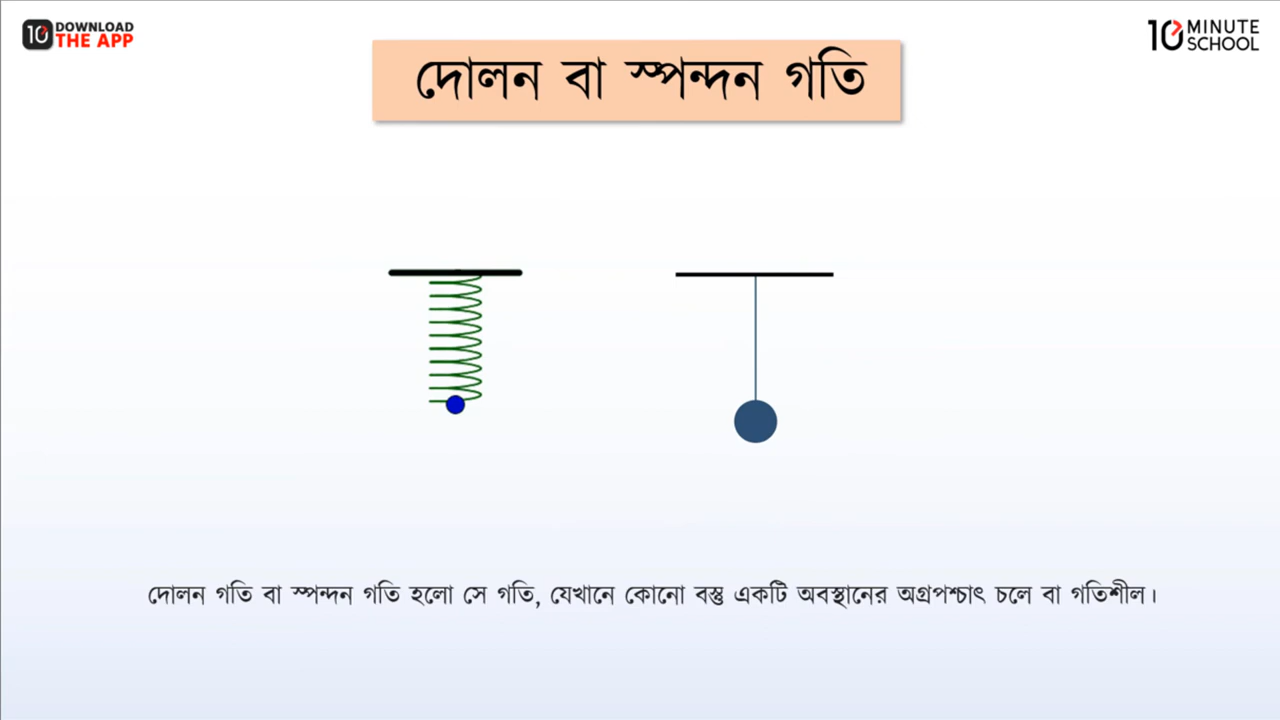 10 DOWNLOAD THE APP
10 MINUTE SCHOOL
দোলন বা স্পন্দন গতি
দোলন গতি বা স্পন্দন গতি হলো সে গতি, যেখানে কোনো বস্তু একটি অবস্থানের অগ্রপশ্চাৎ চলে বা গতিশীল।